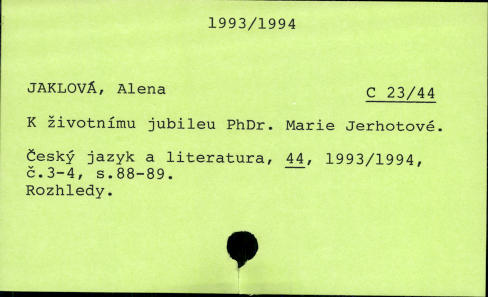 1993/1994
JAKLOVÁ, Alena C 23/44
K životnímu jubileu PhDr. Marie Jerhotové.
Český jazyk a literatura, 44, 1993/1994,
č.3-4, s.88-89.
Rozhledy.